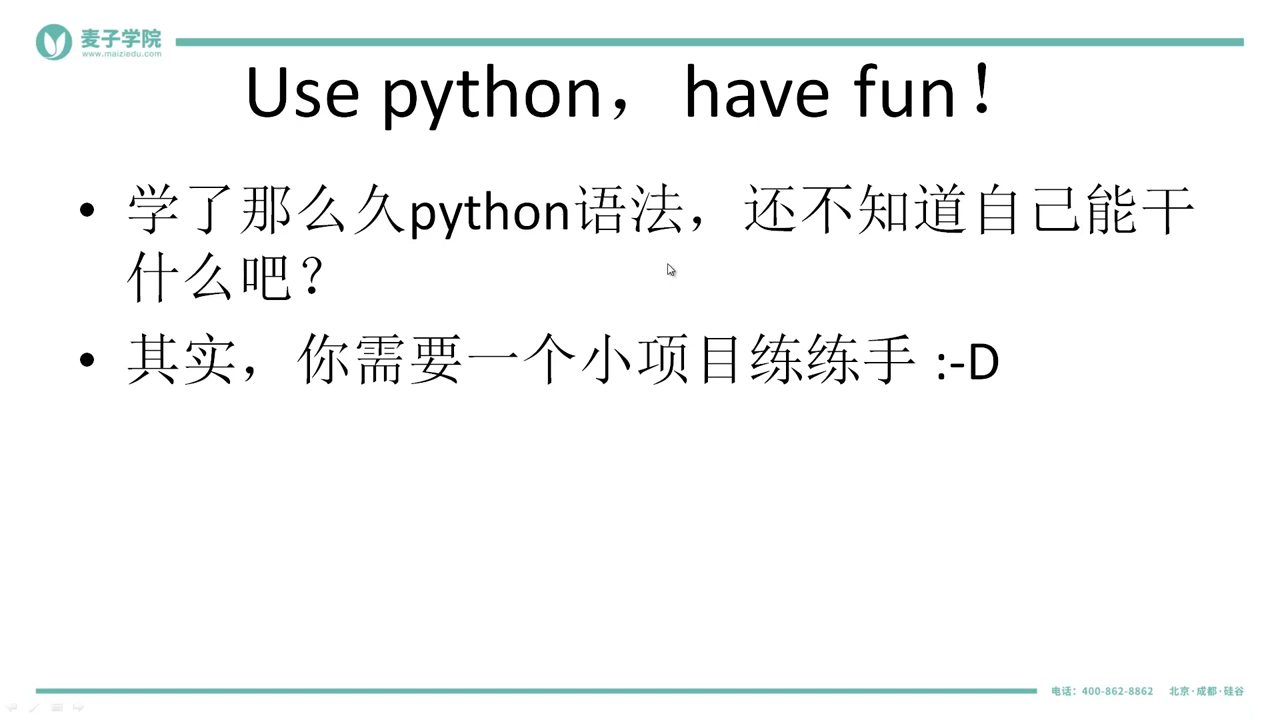 麦子学院
www.maiziedu.com
Use python，have fun！
• 学了那么久python语法，还不知道自己能干
什么吧？
• 其实，你需要一个小项目练练手 :-D
电话：400-862-8862 北京·成都·硅谷